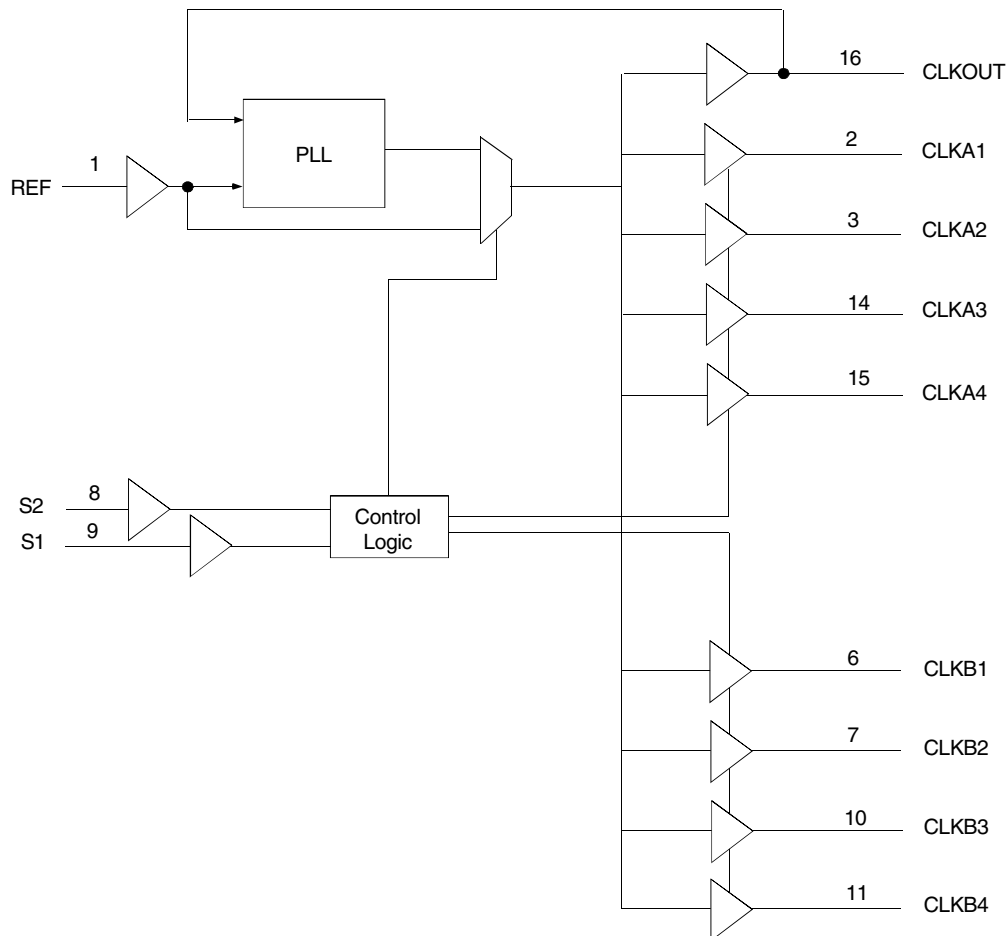 16 CLKOUT
PLL
1
REF
2 CLKA1
3 CLKA2
14 CLKA3
15 CLKA4
S2 8
S1 9
Control
Logic
6 CLKB1
7 CLKB2
10 CLKB3
11 CLKB4